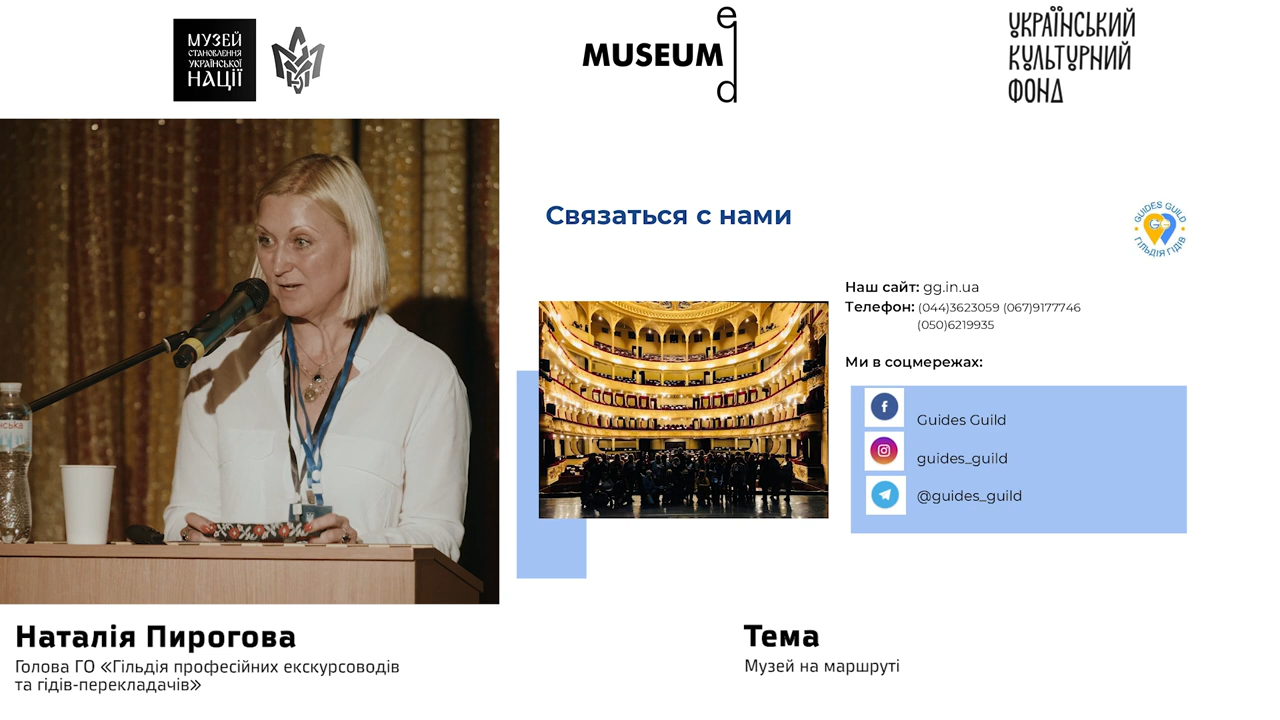 МУЗЕЙ
СТАНОВЛЕННЯ
УКРАЇНСЬКОЇ
НАЦІЇ
MUSEUM
ed
УКРАЇНСЬКИЙ
КУЛЬТУРНИЙ
ФОНД
Связаться с нами
GUIDES GUILD
GG
ГІЛЬДІЯ ГІДІВ
Наш сайт: gg.in.ua
Телефон: (044)3623059 (067)9177746
(050)6219935
Ми в соцмережах:
Guides Guild
guides_guild
@guides_guild
Наталія Пирогова
Голова ГО «Гільдія професійних екскурсоводів
та гідів-перекладачів»
Тема
Музей на маршруті